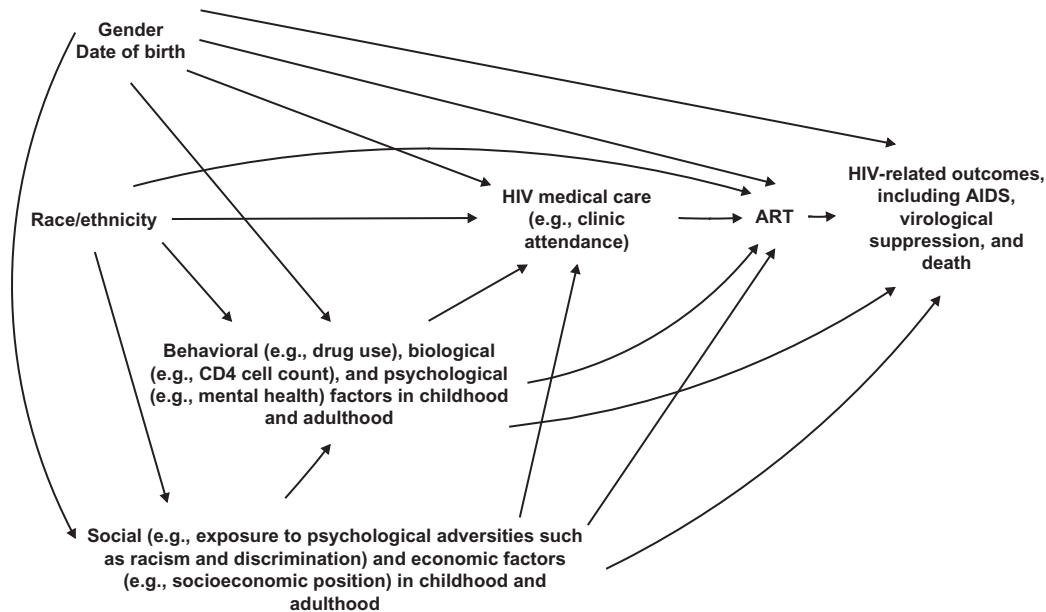 Gender
Date of birth
Race/ethnicity
HIV medical care
(e.g., clinic
attendance)
ART
HIV-related outcomes,
including AIDS,
virological
suppression, and
death
Behavioral (e.g., drug use), biological
(e.g., CD4 cell count), and psychological
(e.g., mental health) factors in childhood
and adulthood
Social (e.g., exposure to psychological adversities such
as racism and discrimination) and economic factors
(e.g., socioeconomic position) in childhood and
adulthood